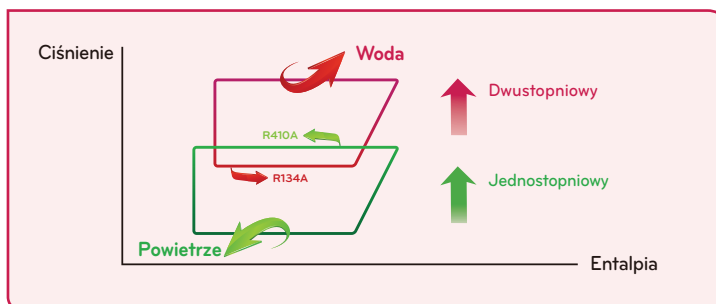 Ciśnienie
Woda
Dwustopniowy
R410A
R134A
Jednostopniowy
Powietrze
Entalpia